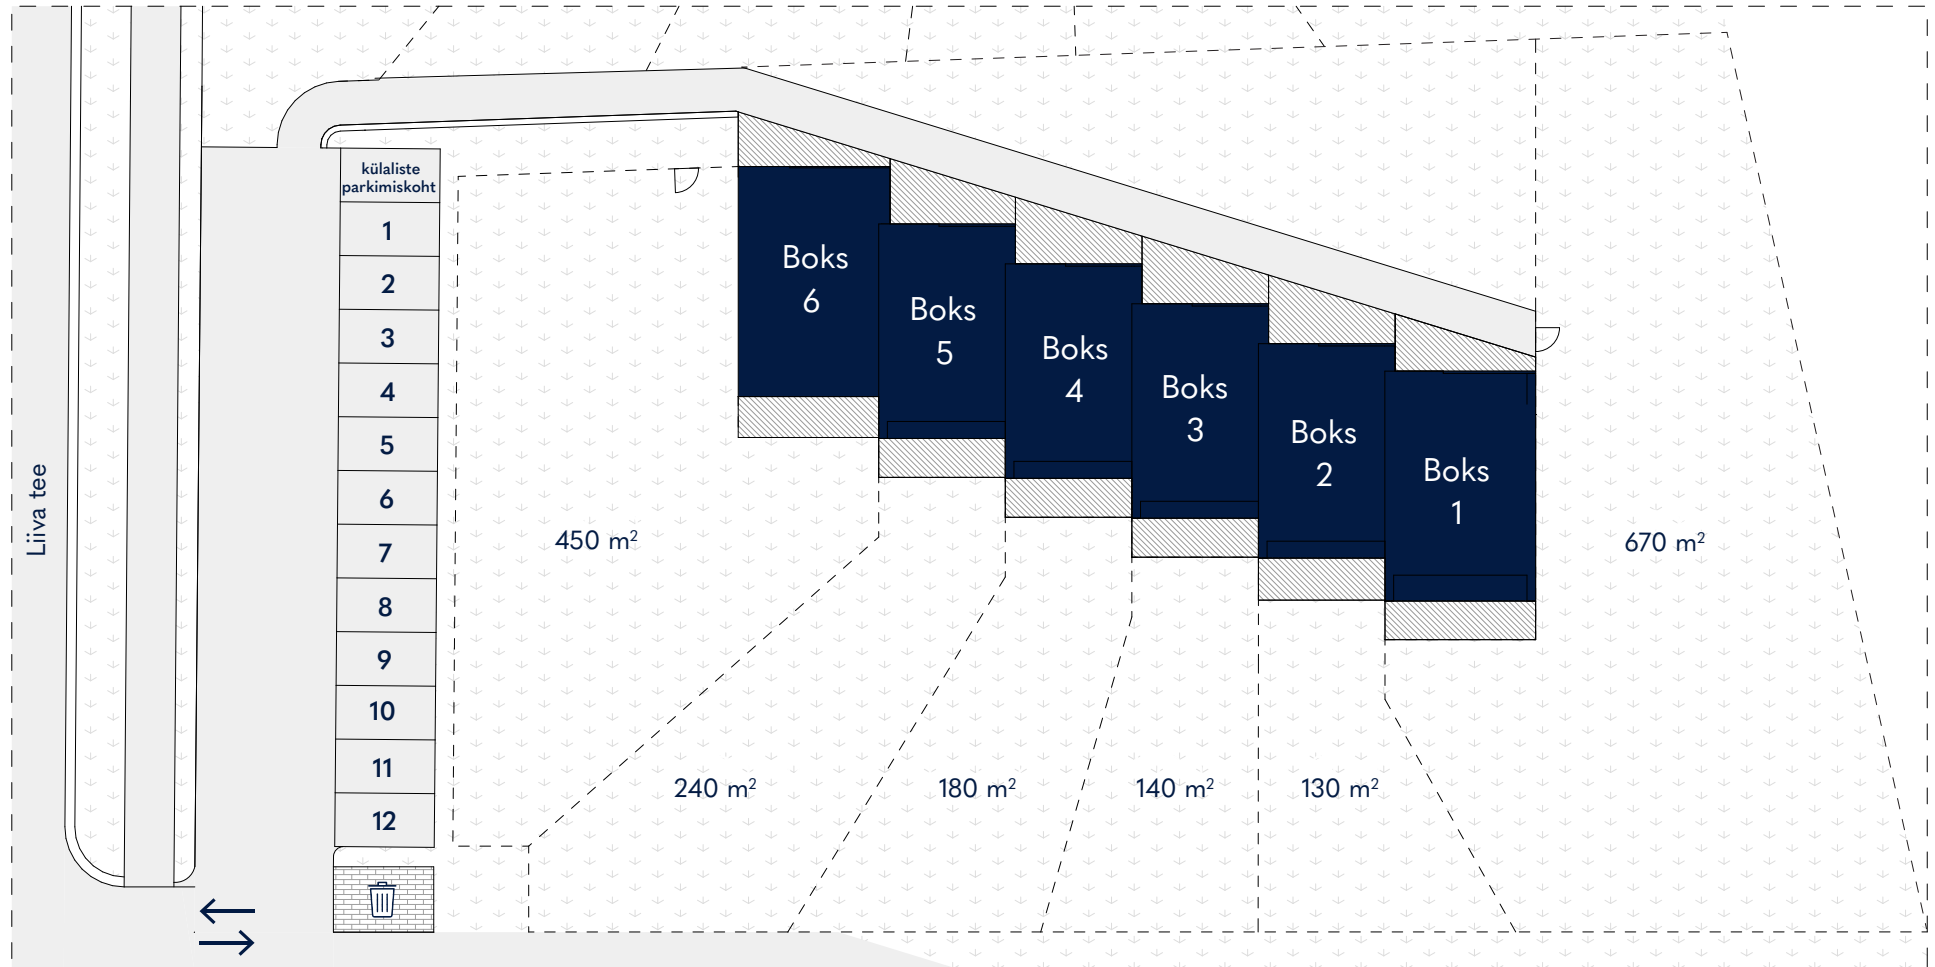 külaliste
parkimiskoht
1
2
3
4
5
6
7
8
9
10
11
12
Liiva tee
Boks
6
Boks
5
Boks
4
Boks
3
Boks
2
Boks
1
450 m²
240 m²
180 m²
140 m²
130 m²
670 m²